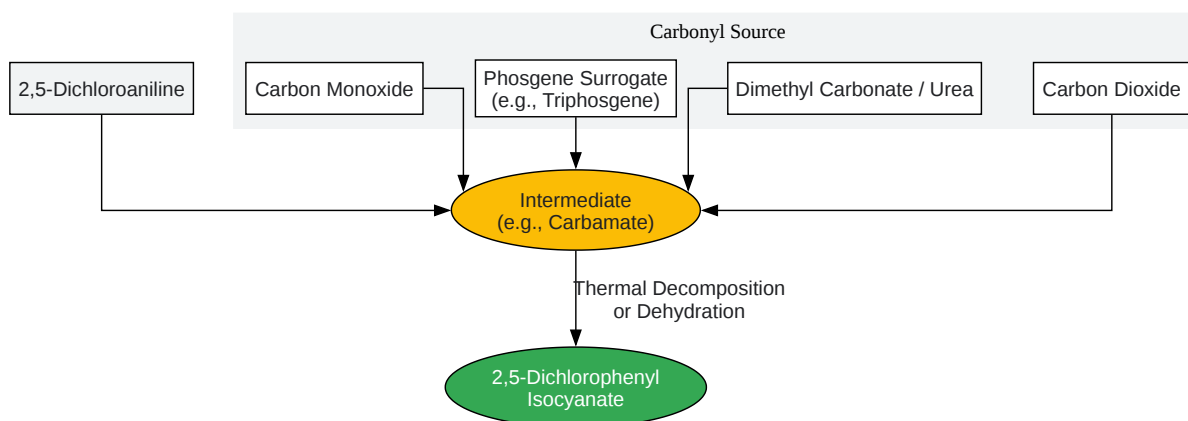 Carbonyl Source
2,5-Dichloroaniline
Carbon Monoxide
Phosgene Surrogate
(e.g., Triphosgene)
Dimethyl Carbonate / Urea
Carbon Dioxide
Intermediate
(e.g., Carbamate)
Thermal Decomposition
or Dehydration
2,5-Dichlorophenyl
Isocyanate